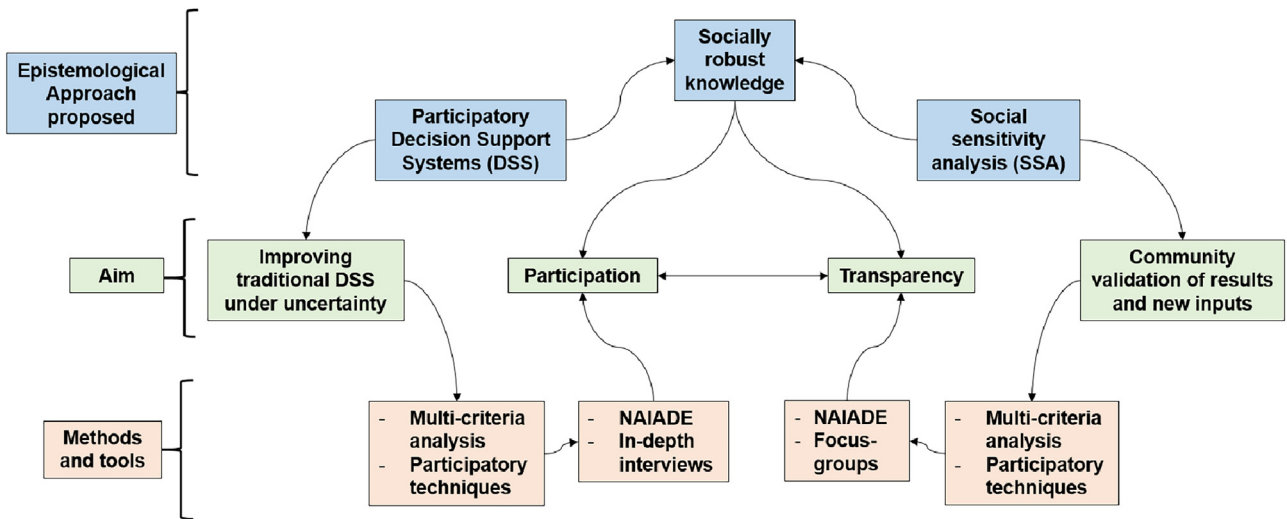 Epistemological
Approach
proposed
Socially
robust
knowledge
Participatory
Decision Support
Systems (DSS)
Social
sensitivity
analysis (SSA)
Aim
Improving
traditional DSS
under uncertainty
Participation
Transparency
Community
validation of results
and new inputs
Methods
and tools
- Multi-criteria
analysis
- Participatory
techniques
- NAIADE
- In-depth
interviews
- NAIADE
- Focus-
groups
- Multi-criteria
analysis
- Participatory
techniques